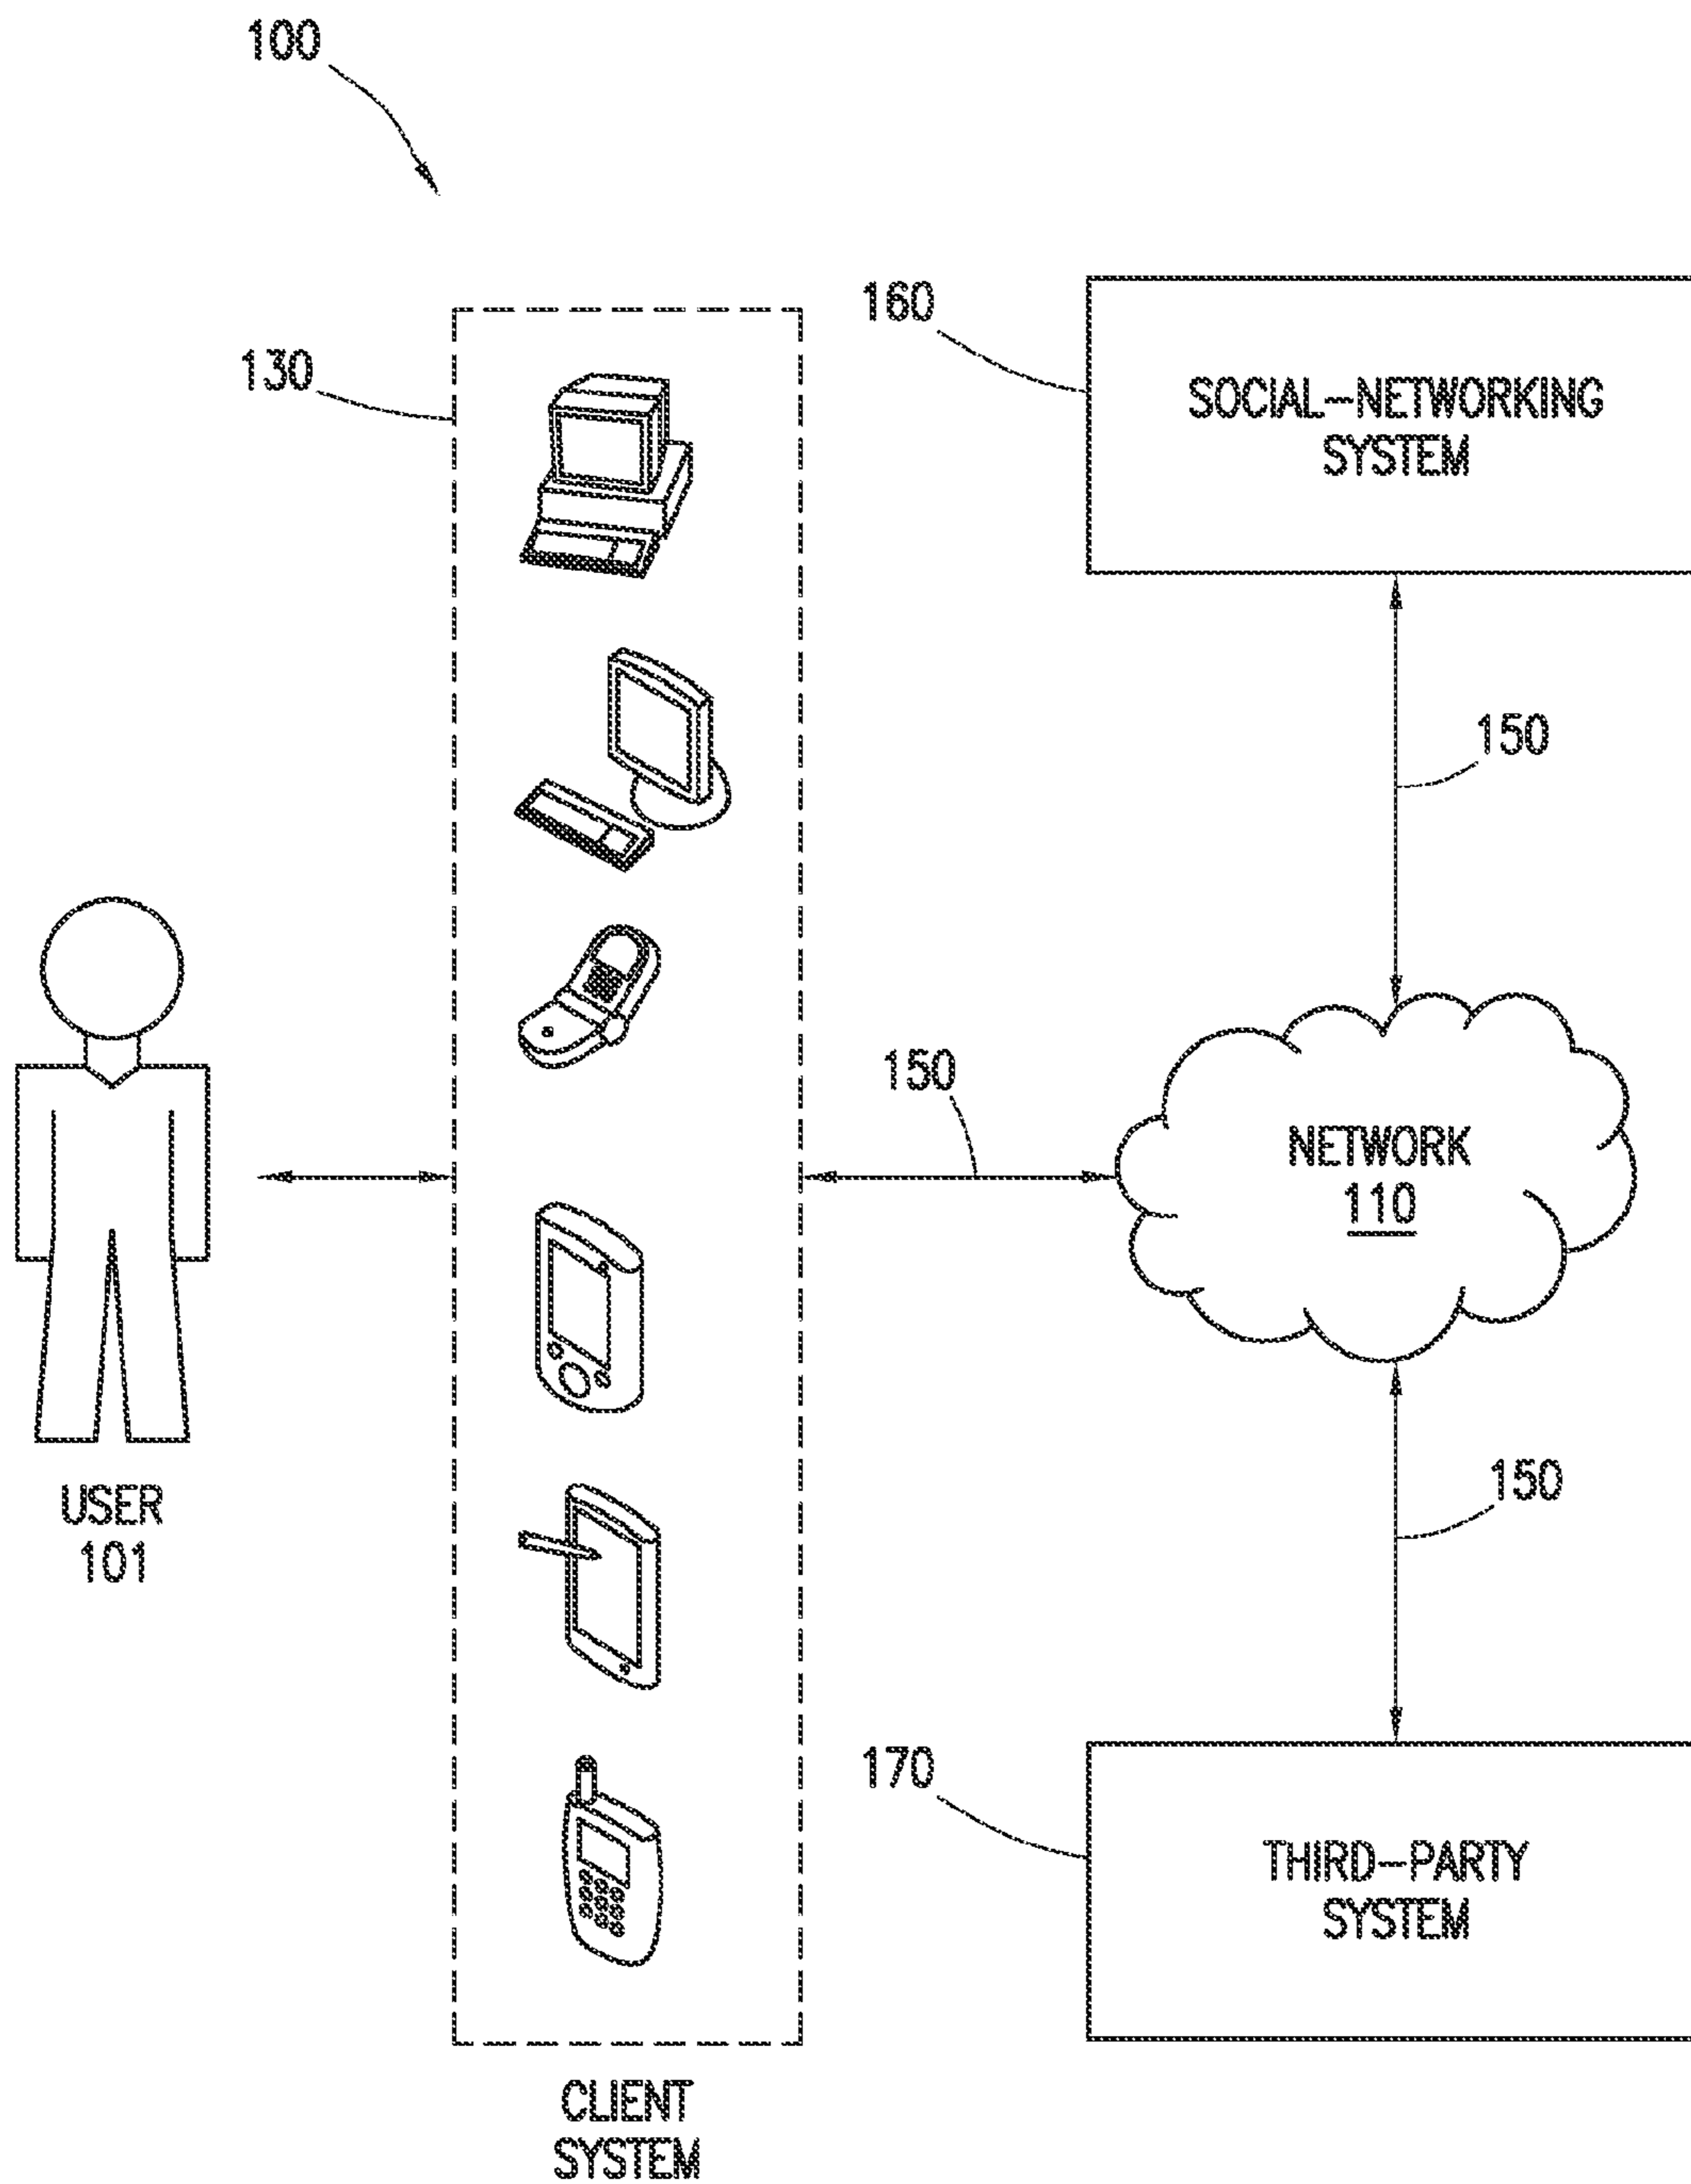 100
160
130
SOCIAL-NETWORKING
SYSTEM
150
150
NETWORK
110
150
USER
101
170
THIRD-PARTY
SYSTEM
CLIENT
SYSTEM